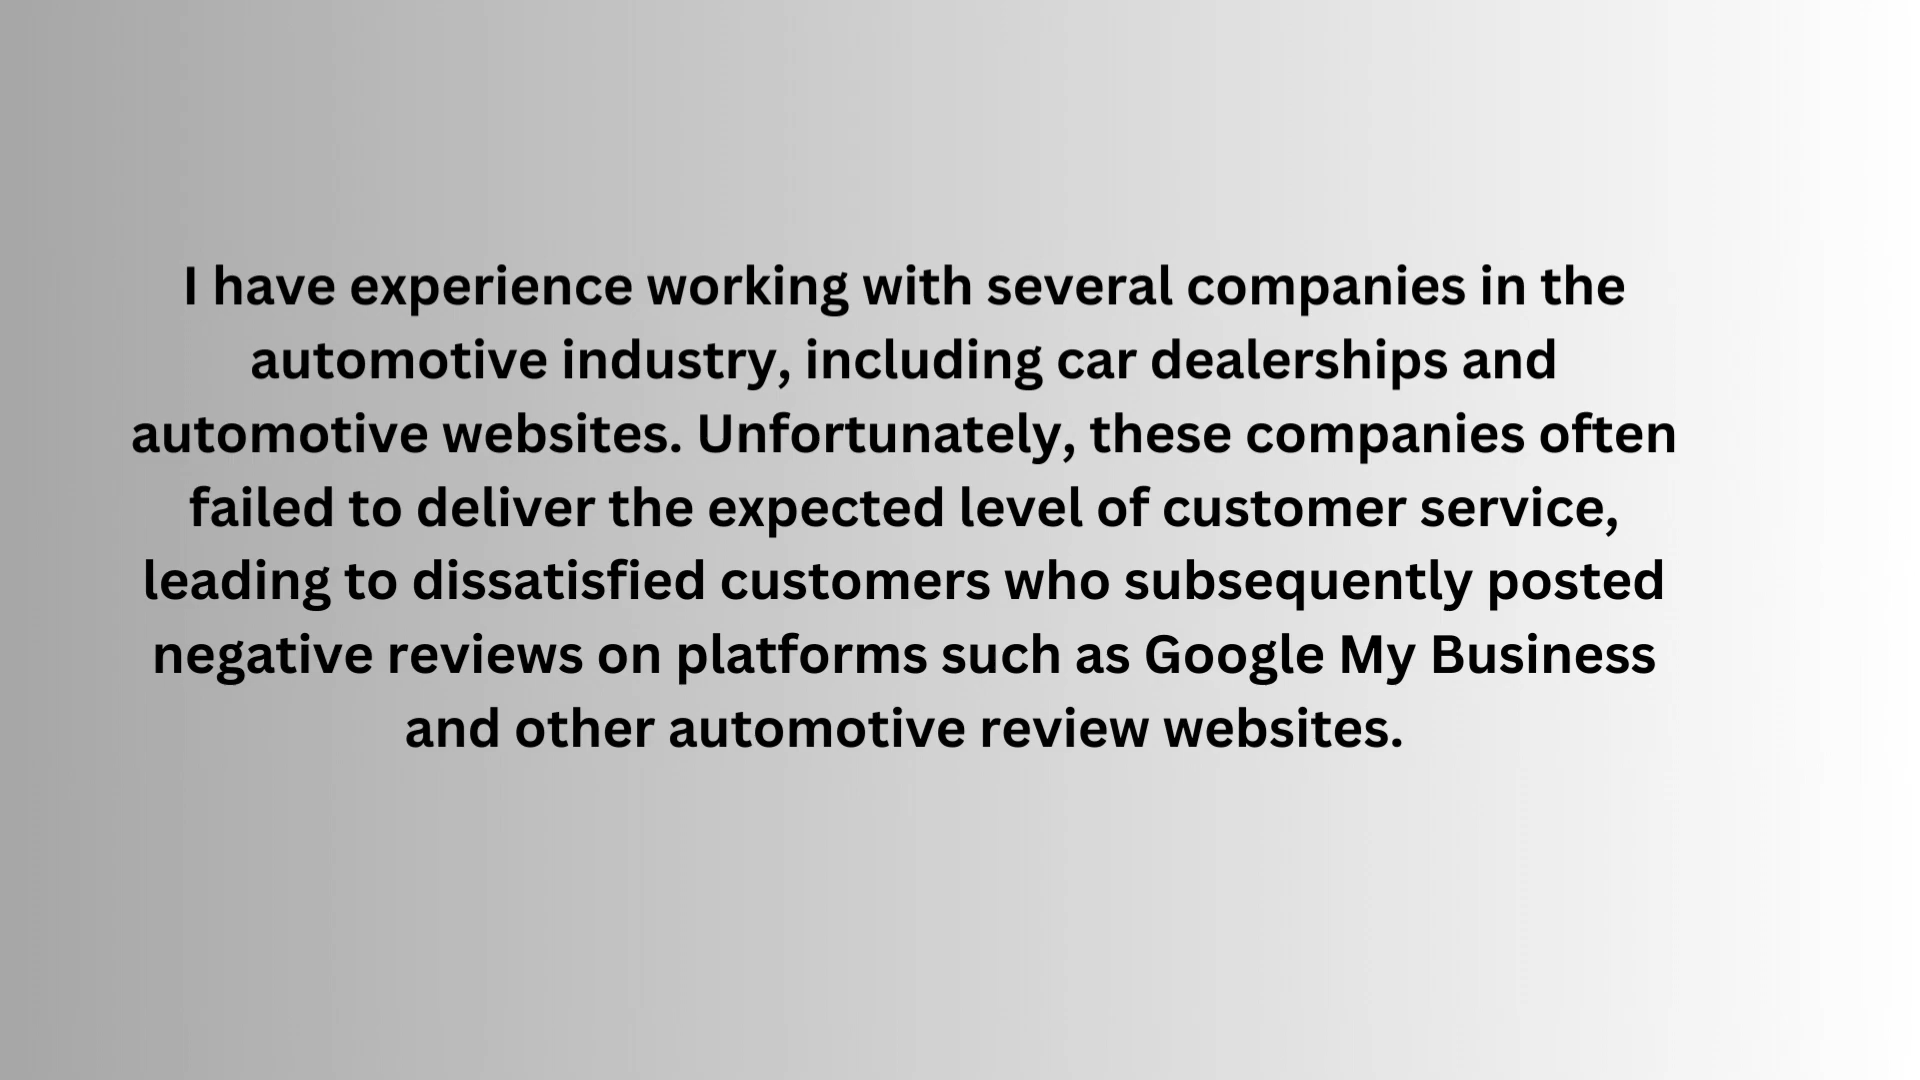 I have experience working with several companies in the
automotive industry, including car dealerships and
automotive websites. Unfortunately, these companies often
failed to deliver the expected level of customer service,
leading to dissatisfied customers who subsequently posted
negative reviews on platforms such as Google My Business
and other automotive review websites.